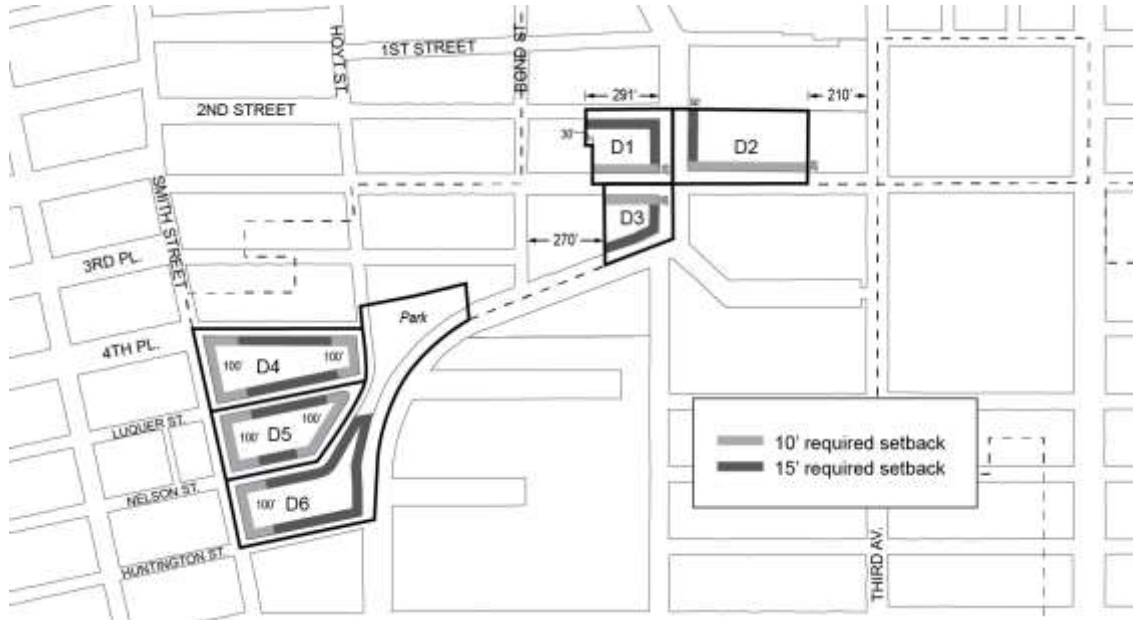 HOYT ST.
1ST STREET
BOND ST.
2ND STREET
291'
210'
30'
D1
D2
SMITH STREET
D3
3RD PL.
270'
Park
4TH PL.
100'
D4
100'
LUQUER ST.
100'
D5
100'
10' required setback
15' required setback
NELSON ST.
100'
D6
HUNTINGTON ST.
THIRD AV.